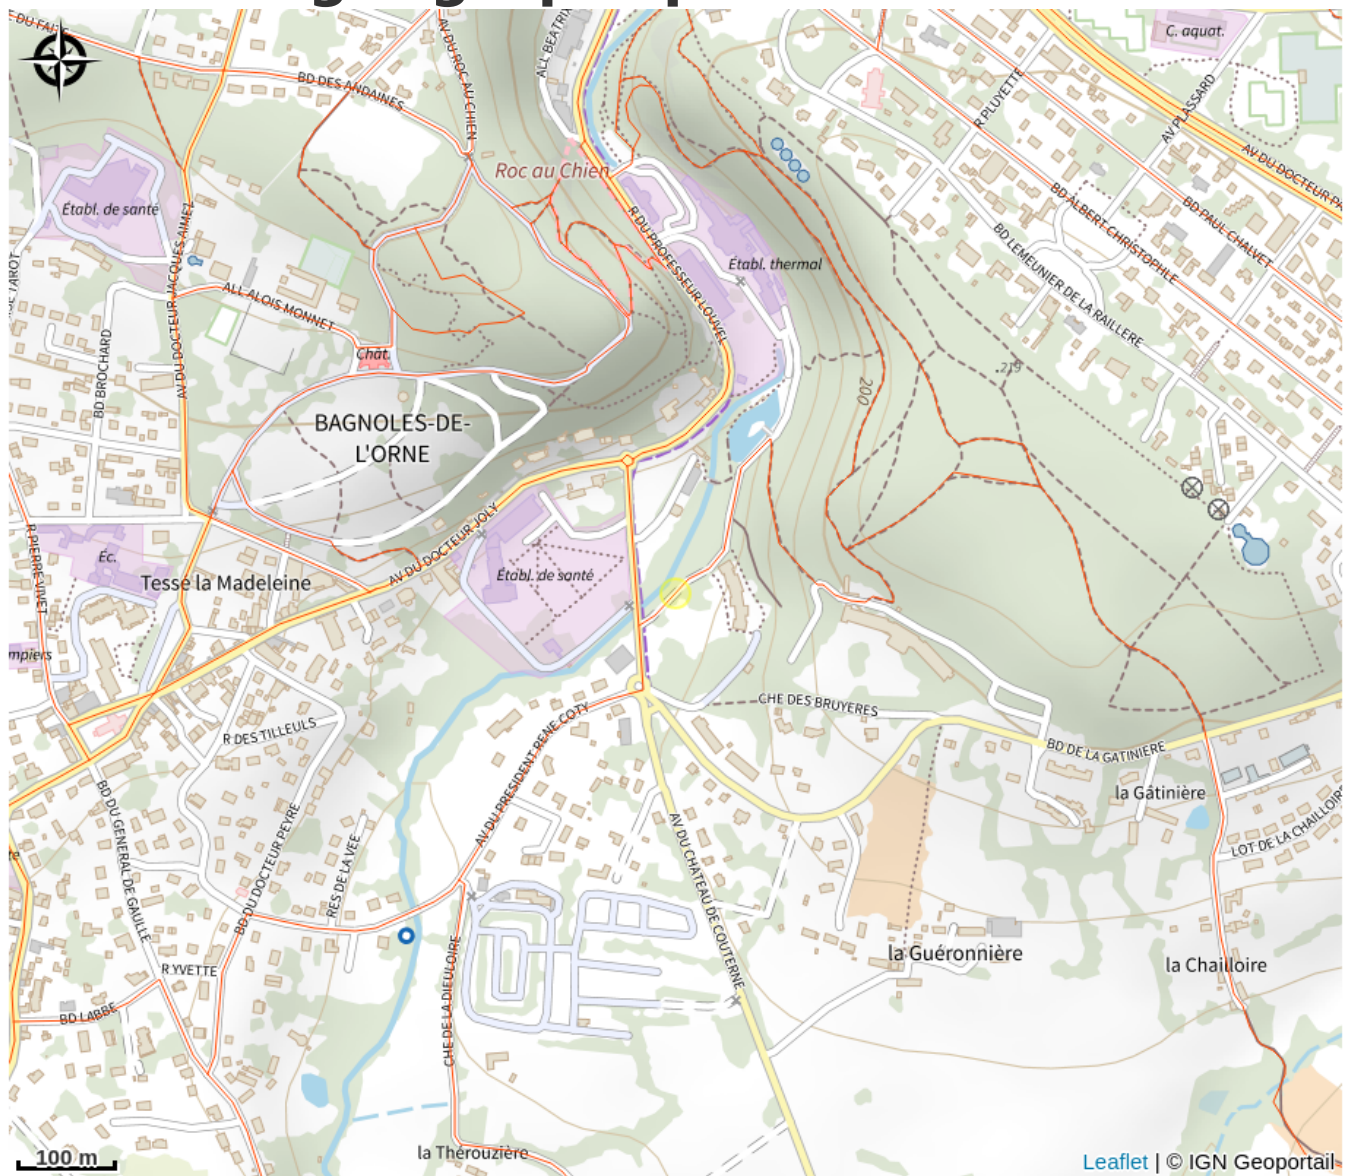 DU FAIT
BD DES ANDAINES
AV DU ROC AU CHIEN
ALL BEATRIX
C. aquat.
R PLUYETTE
AV PLASSARD
AV DU DOCTEUR P
Roc au Chien
Établ. de santé
R DU PROFESSEUR LOUVEL
BD ALBERT CHRISTOPHLE
BD PAUL CHALVET
BD LEMEUNIER DE LA RAILLERE
Établ. thermal
TAROT
AV DU DOCTEUR JACQUES AIMEZ
ALL ALOIS MONNET
BD BROCHARD
Chât.
219
200
BAGNOLES-DE-
L'ORNE
AV DU DOCTEUR JOLY
R PIERRE VIVET
Éc.
Tessé la Madeleine
Établ. de santé
mpiers
CHE DES BRUYERES
R DES TILLEULS
AV DU PRESIDENT RENE COTY
BD DE LA GATINIERE
la Gâtinière
BD DU GENERAL DE GAULLE
BD DU DOCTEUR PEYRE
RES DE LA VEE
AV DU CHATEAU DE COUTERNE
LOT DE LA CHAILLOIRE
la Guéronnière
la Chailloire
R YVETTE
BD LABBE
CHE DE LA DIEULOIRE
la Thérouzière
100 m
Leaflet | © IGN Geoportail